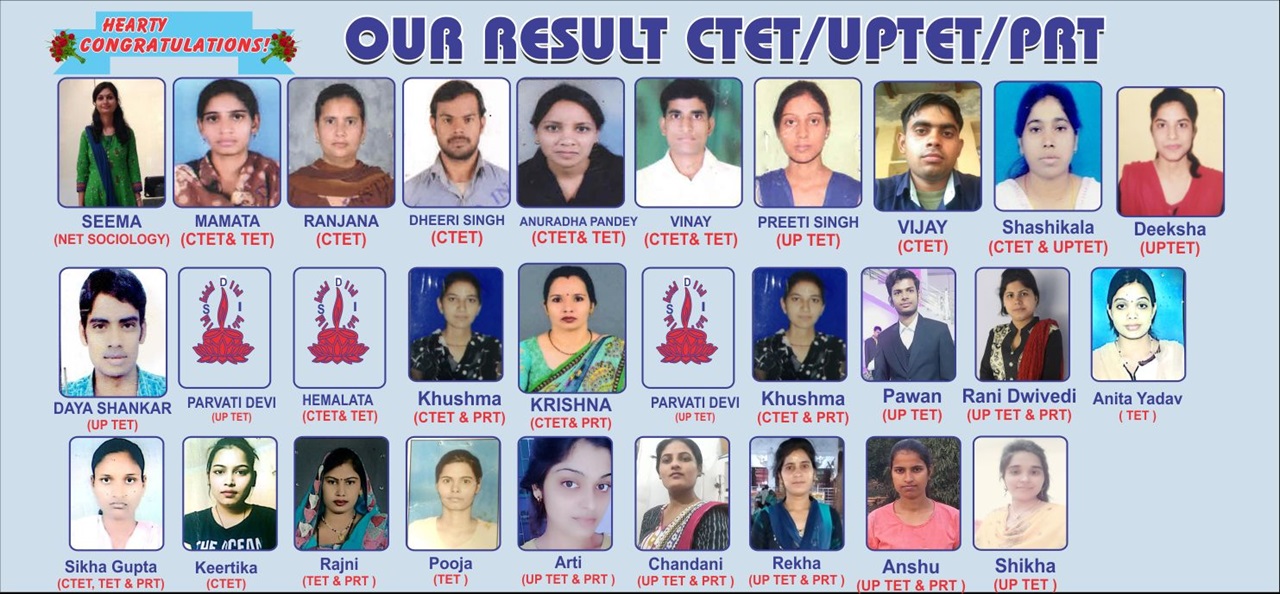 HEARTY
CONGRATULATIONS!
OUR RESULT CTET/UPTET/PRT
SEEMA
(NET SOCIOLOGY)
MAMATA
(CTET& TET)
RANJANA
(CTET)
DHEERI SINGH
(CTET)
ANURADHA PANDEY
(CTET& TET)
VINAY
(CTET& TET)
PREETI SINGH
(UP TET)
VIJAY
(CTET)
Shashikala
(CTET & UPTET)
Deeksha
(UPTET)
DAYA SHANKAR
(UP TET)
PARVATI DEVI
(UP TET)
HEMALATA
(CTET& TET)
Khushma
(CTET & PRT)
KRISHNA
(CTET& PRT)
PARVATI DEVI
(UP TET)
Khushma
(CTET & PRT)
Pawan
(UP TET)
Rani Dwivedi
(UP TET & PRT)
Anita Yadav
( TET )
Sikha Gupta
(CTET, TET & PRT)
THE OCEAN
Keertika
(CTET)
Rajni
(TET & PRT )
Pooja
(TET )
Arti
(UP TET & PRT )
Chandani
(UP TET & PRT )
Rekha
(UP TET & PRT )
Anshu
(UP TET & PRT )
Shikha
(UP TET )